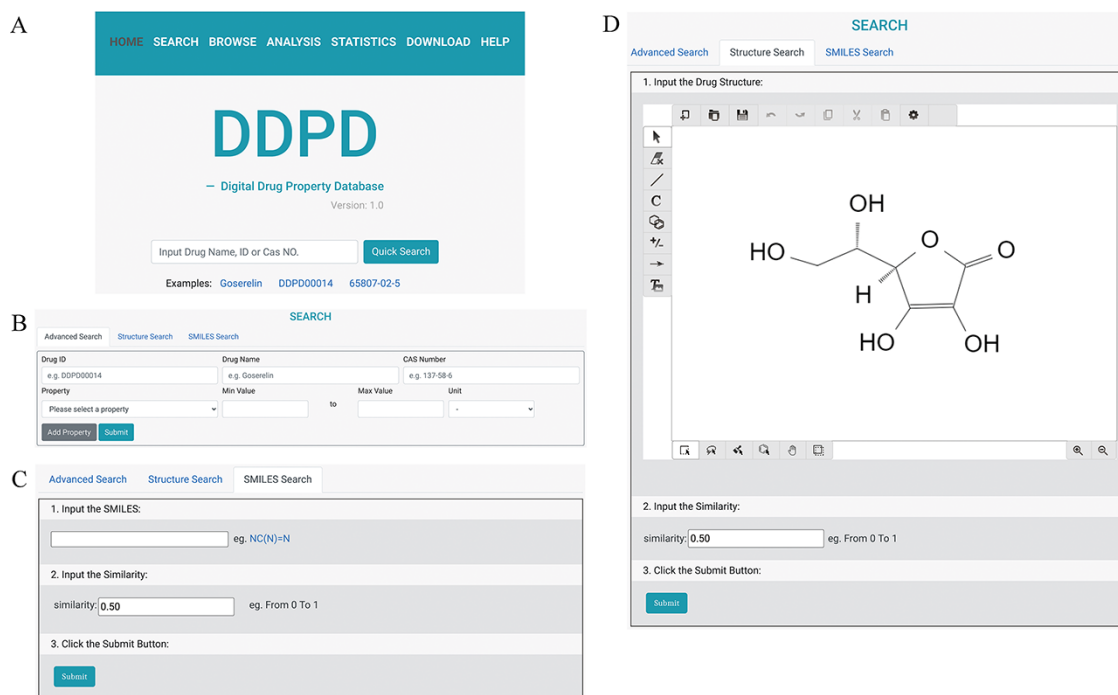 A
HOME SEARCH BROWSE ANALYSIS STATISTICS DOWNLOAD HELP
DDPD
– Digital Drug Property Database
Version: 1.0
Input Drug Name, ID or Cas NO. Quick Search
Examples: Goserelin DDPD00014 65807-02-5
B
SEARCH
Advanced Search Structure Search SMILES Search
Drug ID Drug Name CAS Number
e.g. DDPD00014 e.g. Goserelin e.g. 137-58-6
Property Min Value Max Value Unit
Please select a property to -
Add Property Submit
C
Advanced Search Structure Search SMILES Search
1. Input the SMILES:
eg. NC(N)=N
2. Input the Similarity:
similarity: 0.50 eg. From 0 To 1
3. Click the Submit Button:
Submit
D
SEARCH
Advanced Search Structure Search SMILES Search
1. Input the Drug Structure:
C
+/-
T
OH
HO O O
H
HO OH
2. Input the Similarity:
similarity: 0.50 eg. From 0 To 1
3. Click the Submit Button:
Submit